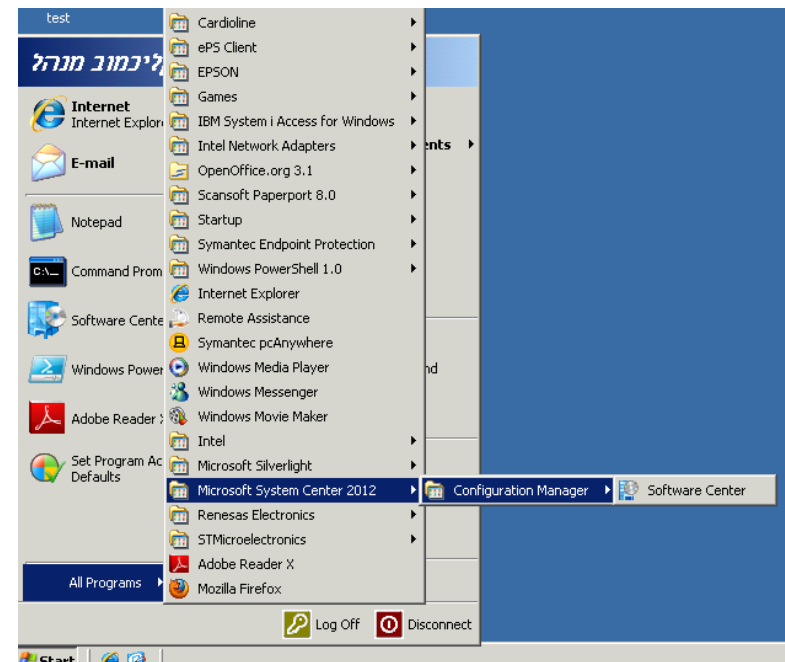 test
ליכמוב מנהל
Internet
Internet Explor
E-mail
Notepad
Command Prom
Software Cente
Windows Power
Adobe Reader
Set Program Ac
Defaults
All Programs
Cardioline
ePS Client
EPSON
Games
IBM System i Access for Windows
Intel Network Adapters
OpenOffice.org 3.1
Scansoft Paperport 8.0
Startup
Symantec Endpoint Protection
Windows PowerShell 1.0
Internet Explorer
Remote Assistance
Symantec pcAnywhere
Windows Media Player
Windows Messenger
Windows Movie Maker
Intel
Microsoft Silverlight
Microsoft System Center 2012
Renesas Electronics
STMicroelectronics
Adobe Reader X
Mozilla Firefox
ents
nd
Configuration Manager
Software Center
Log Off
Disconnect
Start